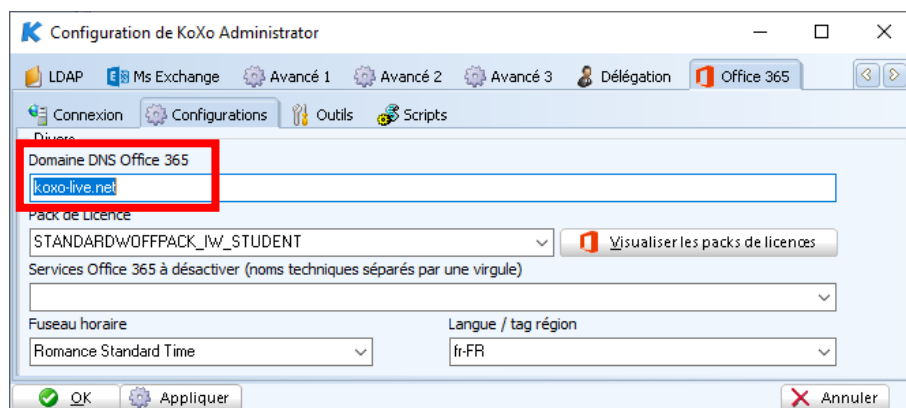 Configuration de KoXo Administrator
LDAP Ms Exchange Avancé 1 Avancé 2 Avancé 3 Délégation Office 365
Connexion Configurations Outils Scripts
Divers
Domaine DNS Office 365
koxo-live.net
Pack de Licence
STANDARDWOFFPACK_IW_STUDENT Visualiser les packs de licences
Services Office 365 à désactiver (noms techniques séparés par une virgule)
Fuseau horaire Langue / tag région
Romance Standard Time fr-FR
OK Appliquer Annuler